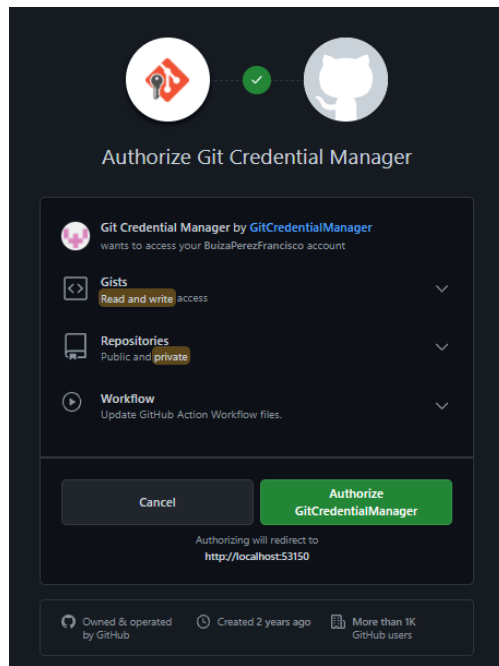 Authorize Git Credential Manager
Git Credential Manager by GitCredentialManager
wants to access your BuizaPerezFrancisco account
Gists
Read and write access
Repositories
Public and private
Workflow
Update GitHub Action Workflow files.
Cancel
Authorize
GitCredentialManager
Authorizing will redirect to
http://localhost:53150
Owned & operated
by GitHub
Created 2 years ago
More than 1K
GitHub users